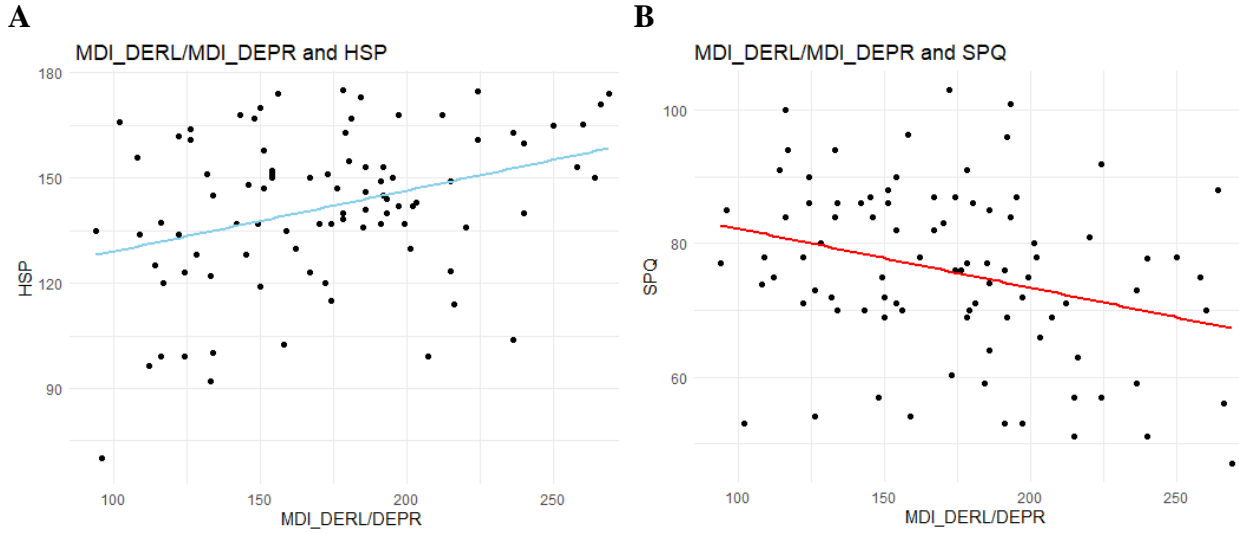 A
MDI_DERL/MDI_DEPR and HSP
180
150
120
90
HSP
100
150
200
250
MDI_DERL/DEPR
B
MDI_DERL/MDI_DEPR and SPQ
100
80
60
SPQ
100
150
200
250
MDI_DERL/DEPR